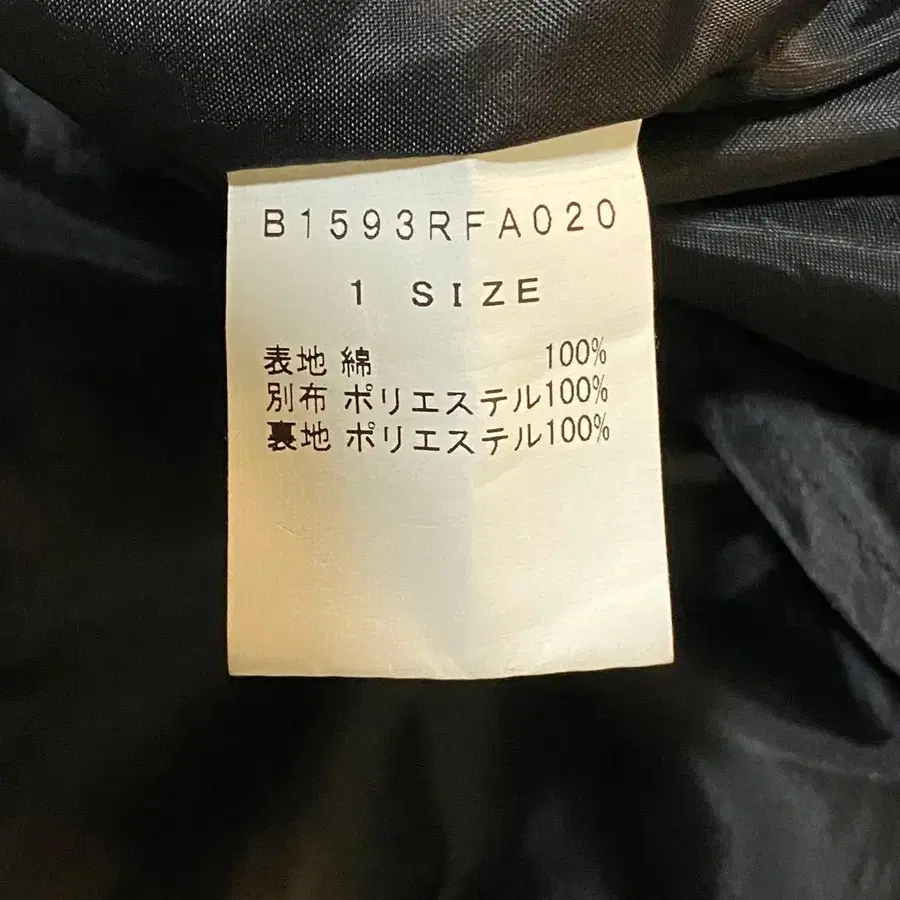 B1593RFA020
1 SIZE
表地 綿 100%
別布 ポリエステル100%
裏地 ポリエステル100%